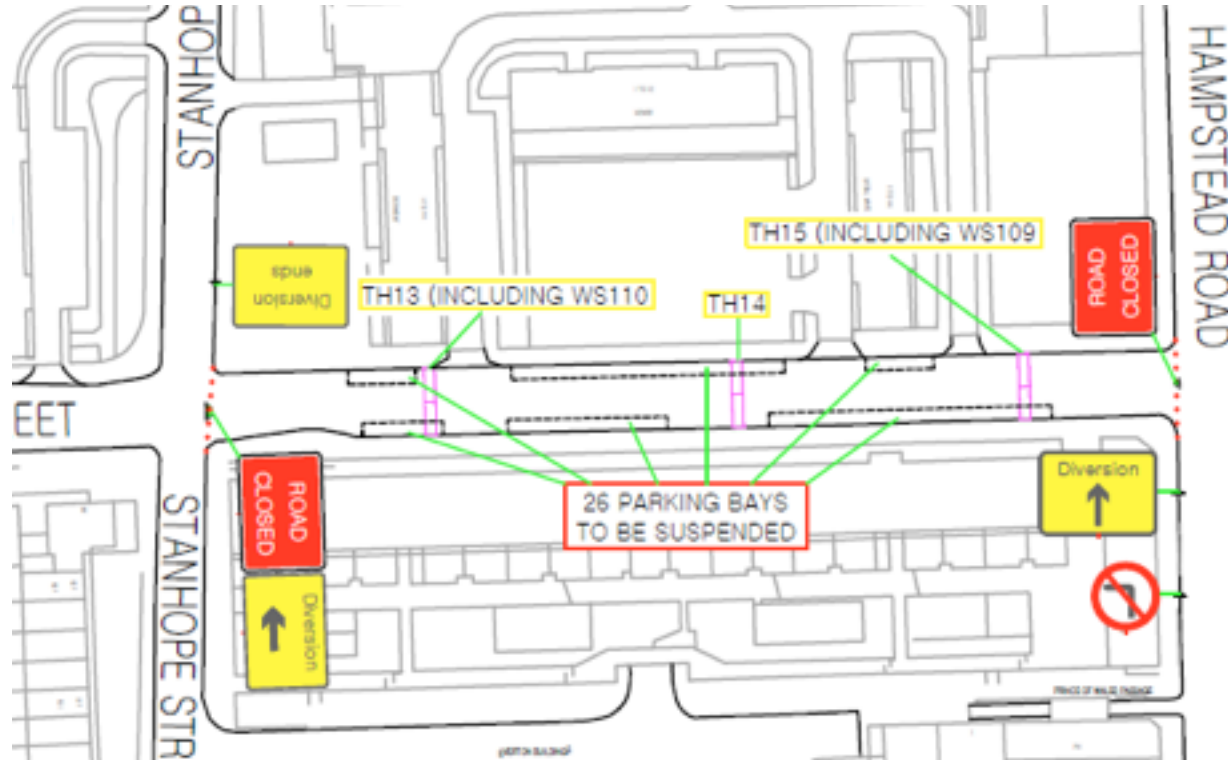 STANHOP
HAMPSTEAD ROAD
TH15 (INCLUDING WS109
ROAD
CLOSED
Diversion
ends
TH13 (INCLUDING WS110
TH14
EET
ROAD
CLOSED
26 PARKING BAYS
TO BE SUSPENDED
Diversion
STANHOPE STR
Diversion
PRINCE OF WALES PASSAGE